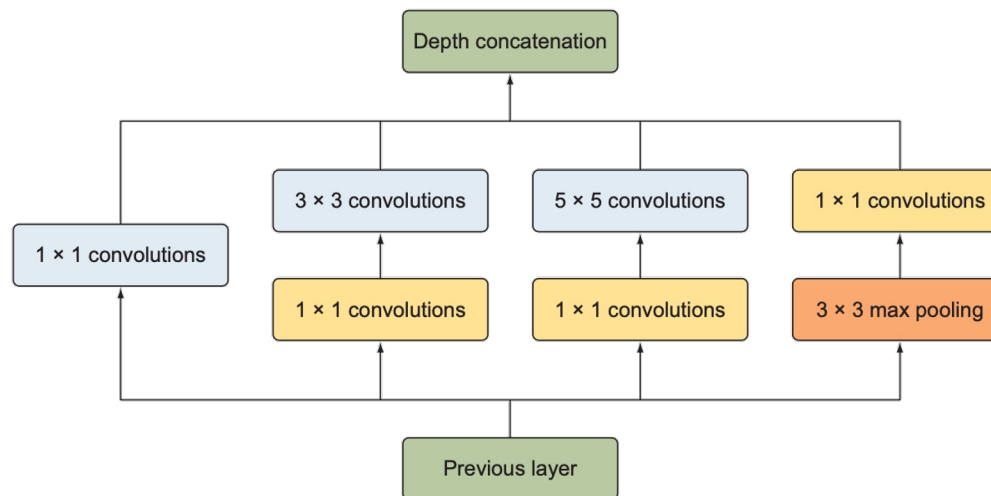 Depth concatenation
3 × 3 convolutions
5 × 5 convolutions
1 × 1 convolutions
1 × 1 convolutions
1 × 1 convolutions
1 × 1 convolutions
3 × 3 max pooling
Previous layer